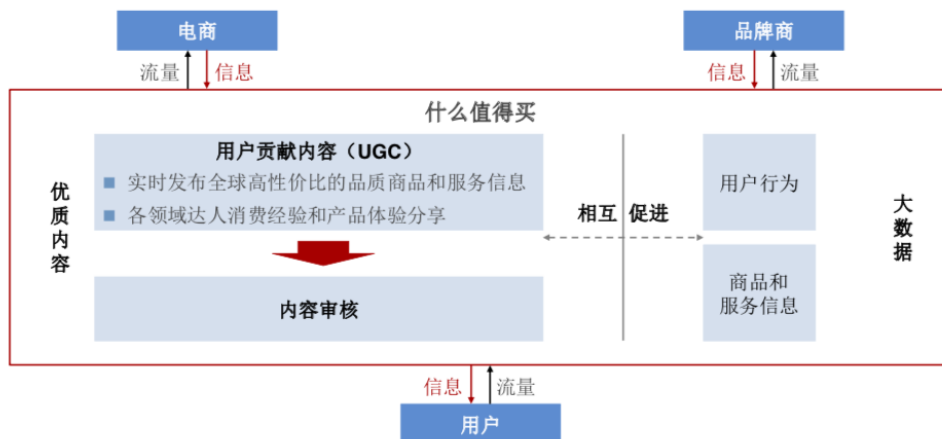 电商
品牌商
流量
信息
信息
流量
什么值得买
优质内容
用户贡献内容（UGC）
实时发布全球高性价比的品质商品和服务信息
各领域达人消费经验和产品体验分享
内容审核
相互
促进
用户行为
商品和
服务信息
大数据
信息
流量
用户